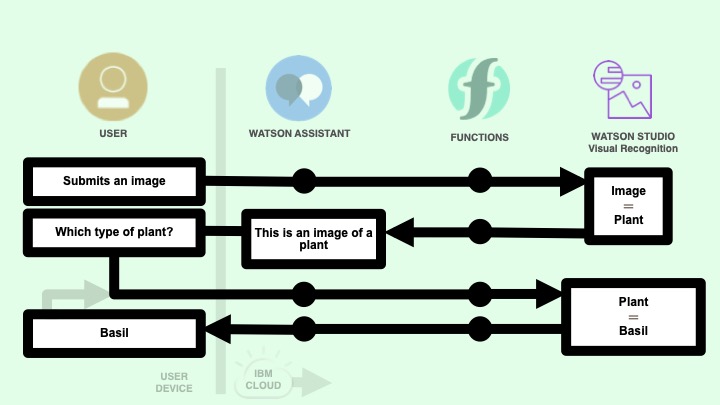 USER
WATSON ASSISTANT
FUNCTIONS
WATSON STUDIO
Visual Recognition
Submits an image
Image
=
Plant
Which type of plant?
This is an image of a
plant
Plant
=
Basil
Basil
USER
DEVICE
IBM
CLOUD